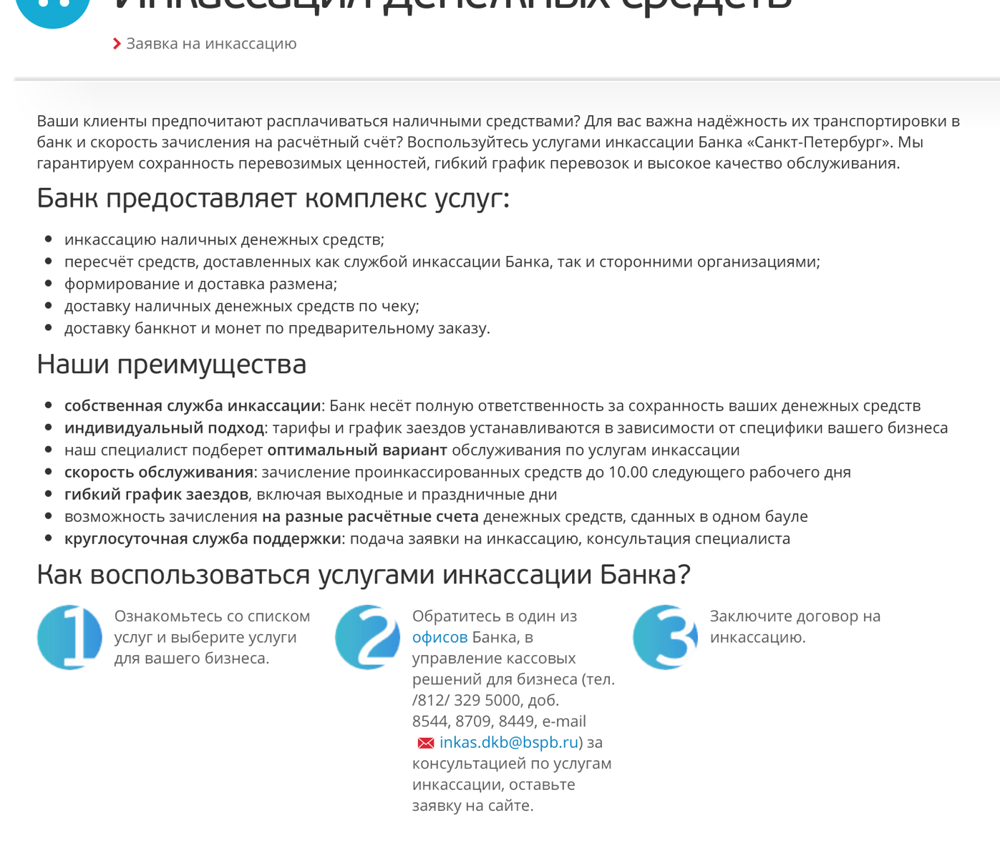 Инкассация денежных средств
Заявка на инкассацию
Ваши клиенты предпочитают расплачиваться наличными средствами? Для вас важна надёжность их транспортировки в
банк и скорость зачисления на расчётный счёт? Воспользуйтесь услугами инкассации Банка «Санкт-Петербург». Мы
гарантируем сохранность перевозимых ценностей, гибкий график перевозок и высокое качество обслуживания.
Банк предоставляет комплекс услуг:
инкассацию наличных денежных средств;
пересчёт средств, доставленных как службой инкассации Банка, так и сторонними организациями;
формирование и доставка размена;
доставку наличных денежных средств по чеку;
доставку банкнот и монет по предварительному заказу.
Наши преимущества
собственная служба инкассации: Банк несёт полную ответственность за сохранность ваших денежных средств
индивидуальный подход: тарифы и график заездов устанавливаются в зависимости от специфики вашего бизнеса
наш специалист подберет оптимальный вариант обслуживания по услугам инкассации
скорость обслуживания: зачисление проинкассированных средств до 10.00 следующего рабочего дня
гибкий график заездов, включая выходные и праздничные дни
возможность зачисления на разные расчётные счета денежных средств, сданных в одном бауле
круглосуточная служба поддержки: подача заявки на инкассацию, консультация специалиста
Как воспользоваться услугами инкассации Банка?
1
Ознакомьтесь со списком
услуг и выберите услуги
для вашего бизнеса.
2
Обратитесь в один из
офисов Банка, в
управление кассовых
решений для бизнеса (тел.
/812/ 329 5000, доб.
8544, 8709, 8449, e-mail
inkas.dkb@bspb.ru) за
консультацией по услугам
инкассации, оставьте
заявку на сайте.
3
Заключите договор на
инкассацию.